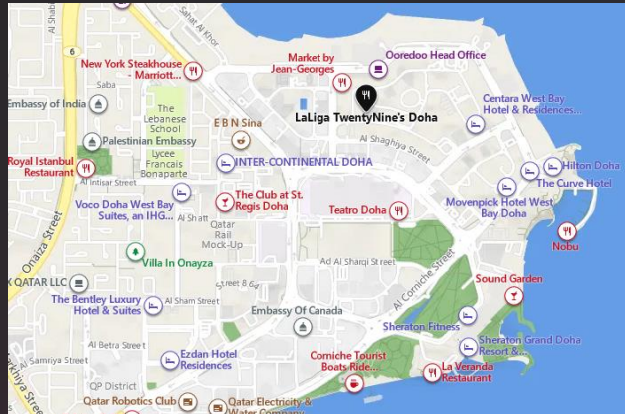 Al Shabi
Sahat Al Khor
6
New York Steakhouse
- Marriott...
Market by
Jean-Georges
Ooredoo Head Office
Saba
Embassy of India
The
Lebanese
School
LaLiga TwentyNine's Doha
Centara West Bay
Hotel & Residences...
E B N Sina
Palestinian Embassy
Al Shaghiya Street
Lycee
Francais
Bonaparte
Royal Istanbul
Restaurant
INTER-CONTINENTAL DOHA
Hilton Doha
Al Intisar Street
The Curve Hotel
Voco Doha West Bay
Suites, an IHG...
The Club at St.
Regis Doha
Movenpick Hotel West
Bay Doha
Teatro Doha
Onaiza Street
Al Shatt
Qatar
Rail
Mock-Up
Nobu
Villa In Onayza
Ad Al Sharqi Street
Al Corniche Street
Sound Garden
X QATAR LLC
Street 864
The Bentley Luxury
Hotel & Suites
Al Sham Street
Embassy Of Canada
Sheraton Fitness
Al Betra Street
Sheraton Grand Doha
Resort &...
Ezdan Hotel
Residences
Corniche Tourist
Boats Ride...
La Veranda
Restaurant
Al Samriya Street
Markhiya Street
QP District
Qatar Robotics Club
Qatar Electricity &
Water Company